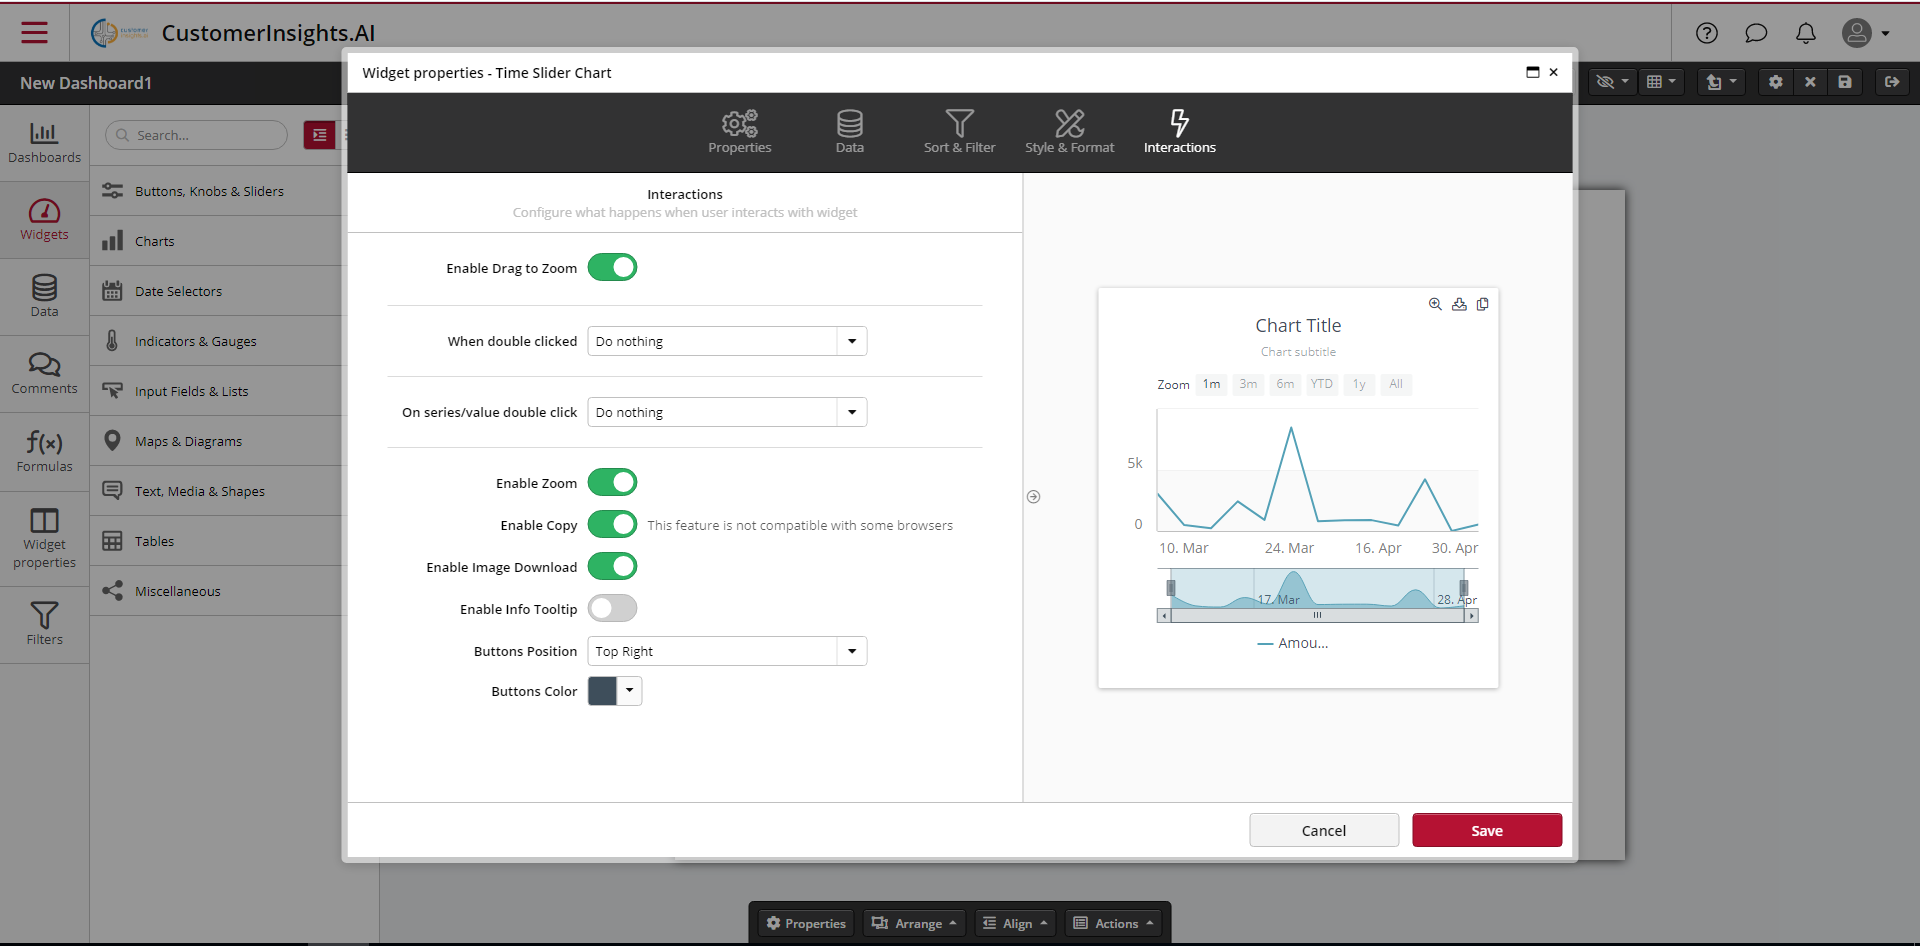 CustomerInsights.AI
New Dashboard1
Widget properties - Time Slider Chart
Properties
Data
Sort & Filter
Style & Format
Interactions
Dashboards
Widgets
Data
Comments
Formulas
Widget
properties
Filters
Search...
Buttons, Knobs & Sliders
Charts
Date Selectors
Indicators & Gauges
Input Fields & Lists
Maps & Diagrams
Text, Media & Shapes
Tables
Miscellaneous
Interactions
Configure what happens when user interacts with widget
Enable Drag to Zoom
When double clicked Do nothing
On series/value double click Do nothing
Enable Zoom
Enable Copy This feature is not compatible with some browsers
Enable Image Download
Enable Info Tooltip
Buttons Position Top Right
Buttons Color
Chart Title
Chart subtitle
Zoom 1m 3m 6m YTD 1y All
5k
0
10. Mar 24. Mar 16. Apr 30. Apr
17. Mar 28. Apr
Amou...
Cancel Save
Properties Arrange Align Actions